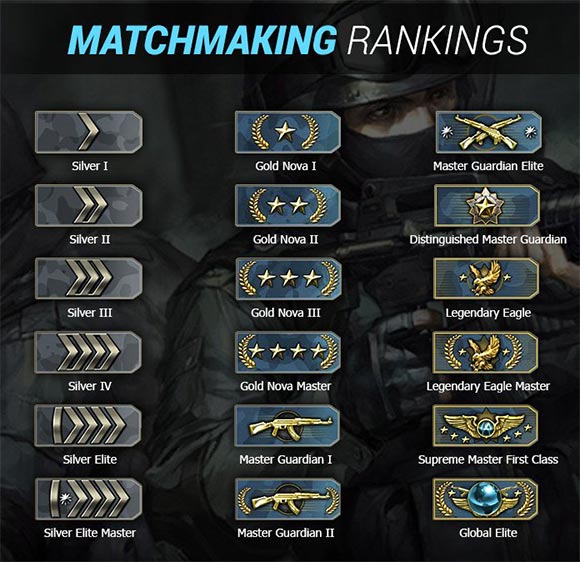 MATCHMAKING RANKINGS
Silver I
Gold Nova I
Master Guardian Elite
Silver II
Gold Nova II
Distinguished Master Guardian
Silver III
Gold Nova III
Legendary Eagle
Silver IV
Gold Nova Master
Legendary Eagle Master
Silver Elite
Master Guardian I
Supreme Master First Class
Silver Elite Master
Master Guardian II
Global Elite